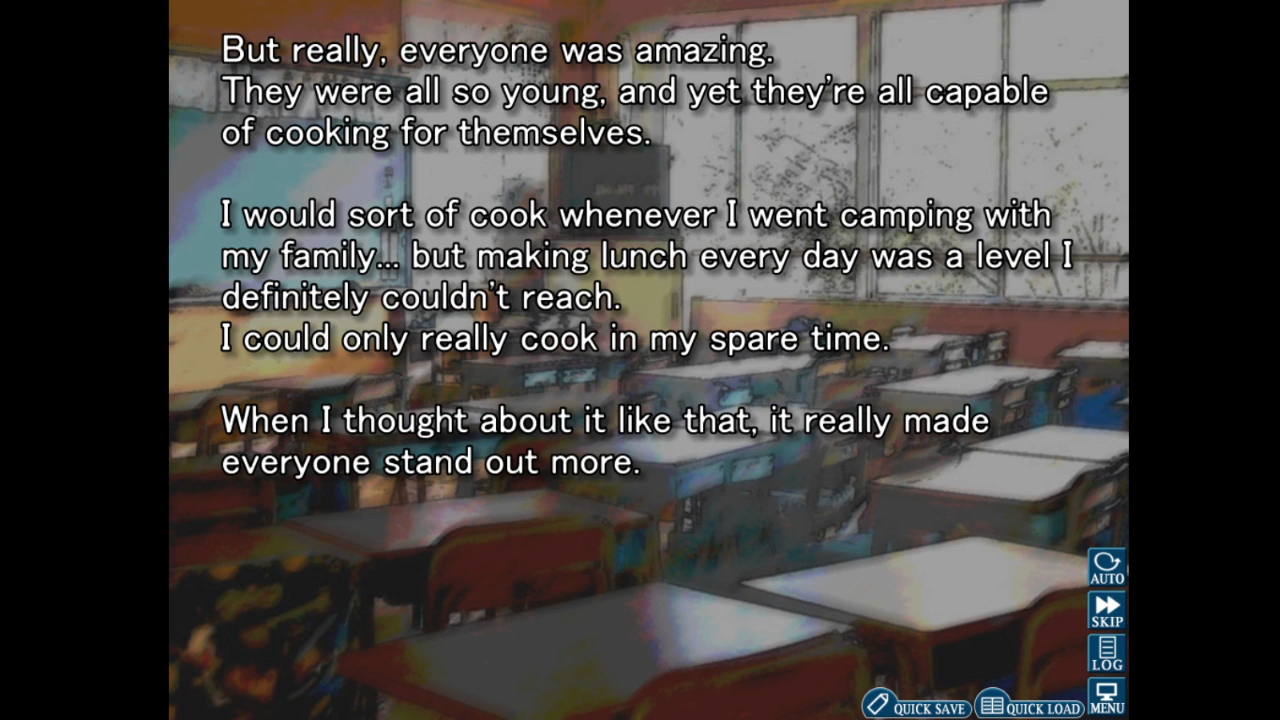 But really, everyone was amazing.
They were all so young, and yet they're all capable
of cooking for themselves.
I would sort of cook whenever I went camping with
my family... but making lunch every day was a level I
definitely couldn't reach.
I could only really cook in my spare time.
When I thought about it like that, it really made
everyone stand out more.
AUTO
SKIP
LOG
MENU
QUICK SAVE
QUICK LOAD